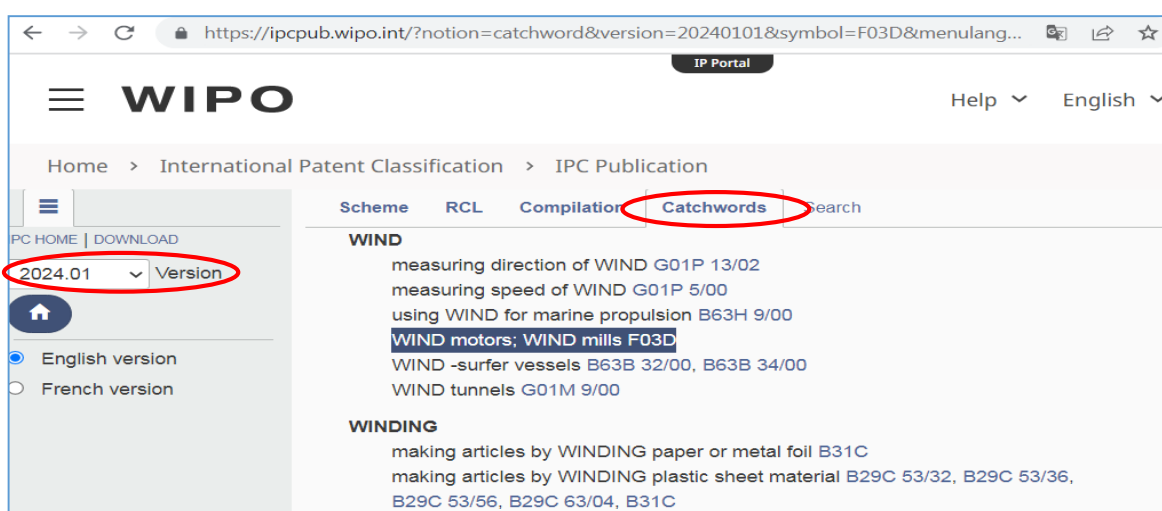 https://ipcpub.wipo.int/?notion=catchword&version=20240101&symbol=F03D&menulang...
IP Portal
WIPO
Help English
Home > International Patent Classification > IPC Publication
Scheme RCL Compilation Catchwords Search
IPC HOME | DOWNLOAD
2024.01 Version
English version
French version
WIND
measuring direction of WIND G01P 13/02
measuring speed of WIND G01P 5/00
using WIND for marine propulsion B63H 9/00
WIND motors; WIND mills F03D
WIND -surfer vessels B63B 32/00, B63B 34/00
WIND tunnels G01M 9/00
WINDING
making articles by WINDING paper or metal foil B31C
making articles by WINDING plastic sheet material B29C 53/32, B29C 53/36,
B29C 53/56, B29C 63/04, B31C